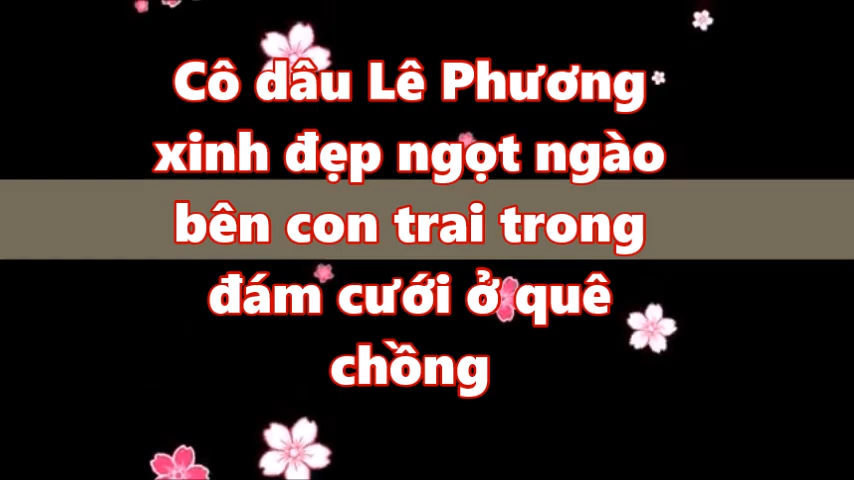 Cô dâu Lê Phương
xinh đẹp ngọt ngào
bên con trai trong
đám cưới ở quê
chồng